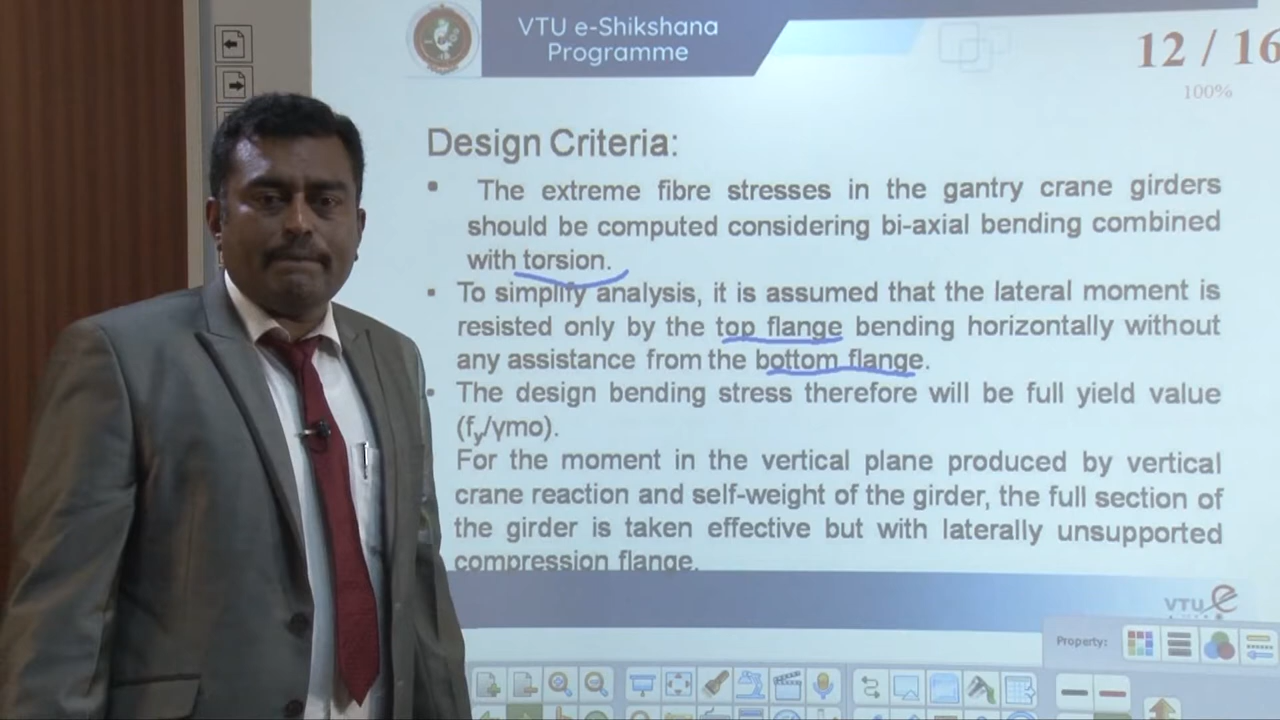 VTU e-Shikshana
Programme
12 / 16
100%
Design Criteria:
▪ The extreme fibre stresses in the gantry crane girders
should be computed considering bi-axial bending combined
with torsion.
▪ To simplify analysis, it is assumed that the lateral moment is
resisted only by the top flange bending horizontally without
any assistance from the bottom flange.
▪ The design bending stress therefore will be full yield value
(fy/γmo).
For the moment in the vertical plane produced by vertical
crane reaction and self-weight of the girder, the full section of
the girder is taken effective but with laterally unsupported
compression flange.
VTU e
Property: